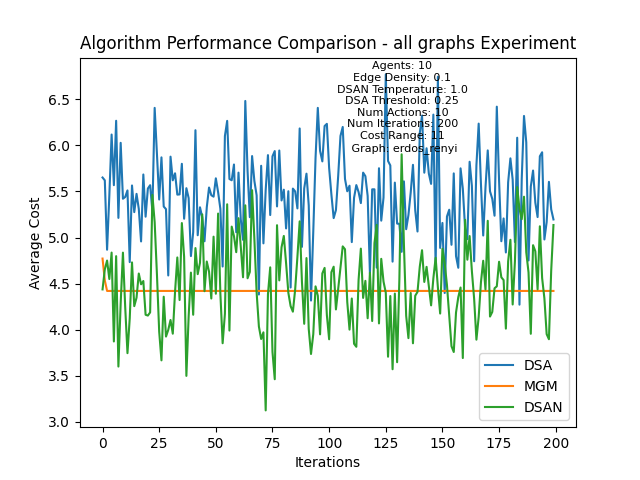 Algorithm Performance Comparison - all graphs Experiment
Agents: 10
Edge Density: 0.1
DSAN Temperature: 1.0
DSA Threshold: 0.25
Num Actions: 10
Num Iterations: 200
Cost Range: 11
Graph: erdos_renyi
Average Cost
6.5
6.0
5.5
5.0
4.5
4.0
3.5
3.0
DSA
MGM
DSAN
0
25
50
75
100
125
150
175
200
Iterations